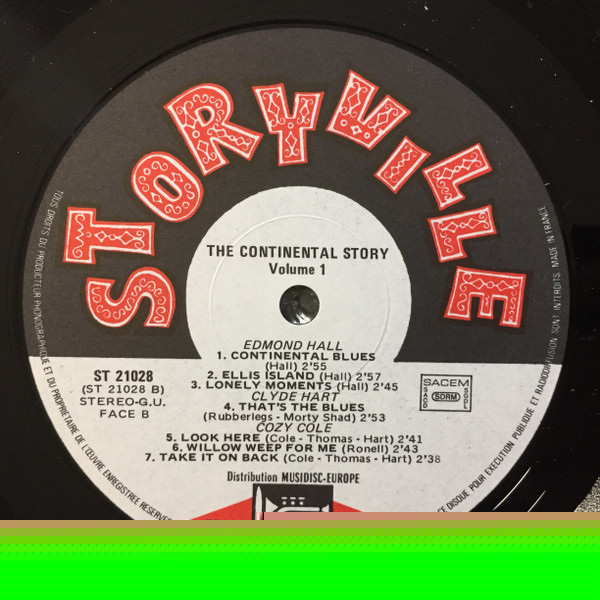 STORYVILLE
THE CONTINENTAL STORY
Volume 1
EDMOND HALL
1. CONTINENTAL BLUES
(Hall) 2'55
2. ELLIS ISLAND (Hall) 2'57
3. LONELY MOMENTS (Hall) 2'45
CLYDE HART
4. THAT'S THE BLUES
(Rubberlegs - Morty Shad) 2'53
COZY COLE
5. LOOK HERE (Cole - Thomas - Hart) 2'41
6. WILLOW WEEP FOR ME (Ronell) 2'43
7. TAKE IT ON BACK (Cole - Thomas - Hart) 2'38
Distribution MUSIDISC-EUROPE
ST 21028
(ST 21028 B)
STEREO-G.U.
FACE B
SACEM
SACD SDRM SGDL
TOUS DROITS DU PRODUCTEUR PHONOGRAPHIQUE ET DU PROPRIETAIRE DE L'ŒUVRE ENREGISTREE RESERVES
CE DISQUE POUR EXECUTION PUBLIQUE ET RADIODIFFUSION SONT INTERDITS MADE IN FRANCE